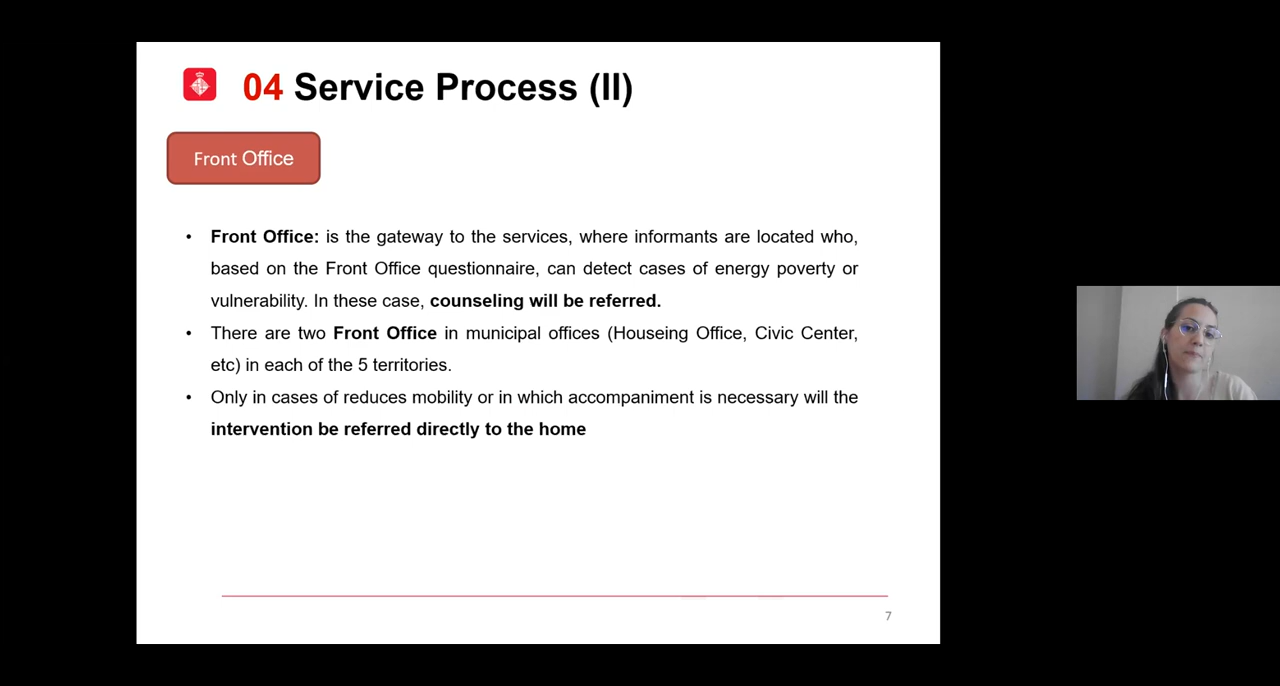 04 Service Process (II)
Front Office
• Front Office: is the gateway to the services, where informants are located who,
based on the Front Office questionnaire, can detect cases of energy poverty or
vulnerability. In these case, counseling will be referred.
• There are two Front Office in municipal offices (Houseing Office, Civic Center,
etc) in each of the 5 territories.
• Only in cases of reduces mobility or in which accompaniment is necessary will the
intervention be referred directly to the home
7